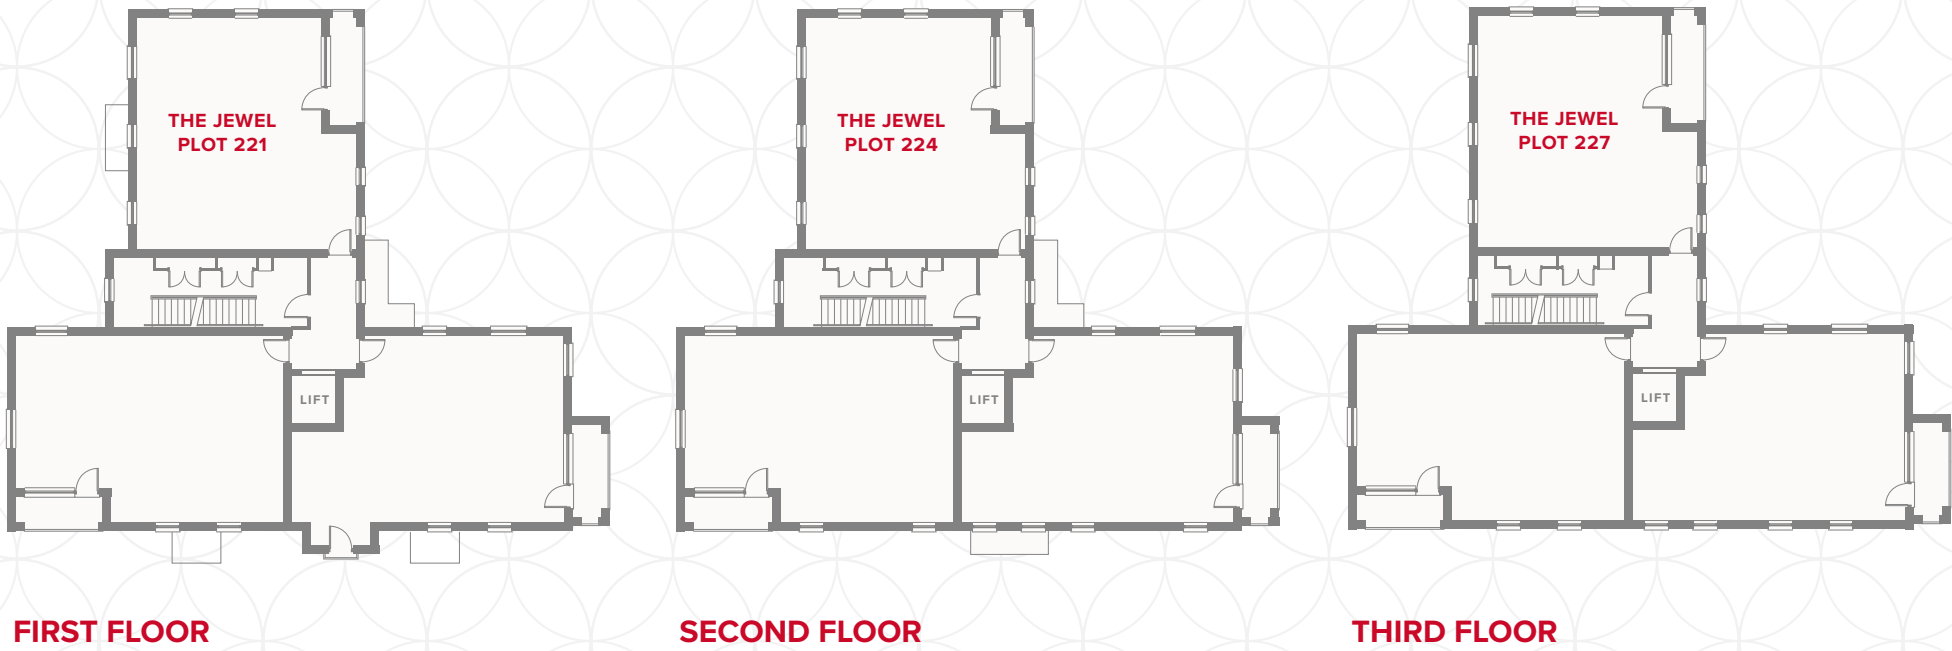 THE JEWEL
PLOT 221
LIFT
FIRST FLOOR
THE JEWEL
PLOT 224
LIFT
SECOND FLOOR
THE JEWEL
PLOT 227
LIFT
THIRD FLOOR